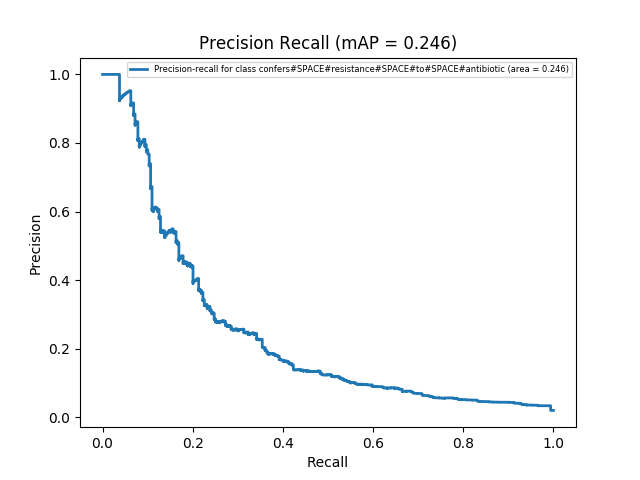 Precision Recall (mAP = 0.246)
Precision-recall for class confers#SPACE#resistance#SPACE#to#SPACE#antibiotic (area = 0.246)
1.0
0.8
0.6
0.4
0.2
0.0
Precision
0.0 0.2 0.4 0.6 0.8 1.0
Recall